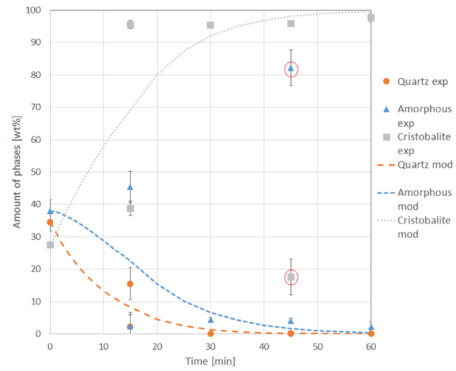 100
90
80
70
60
50
40
30
20
10
0
Amount of phases [wt%]
0
10
20
30
40
50
60
Time [min]
Quartz exp
Amorphous
exp
Cristobalite
exp
Quartz mod
Amorphous
mod
Cristobalite
mod